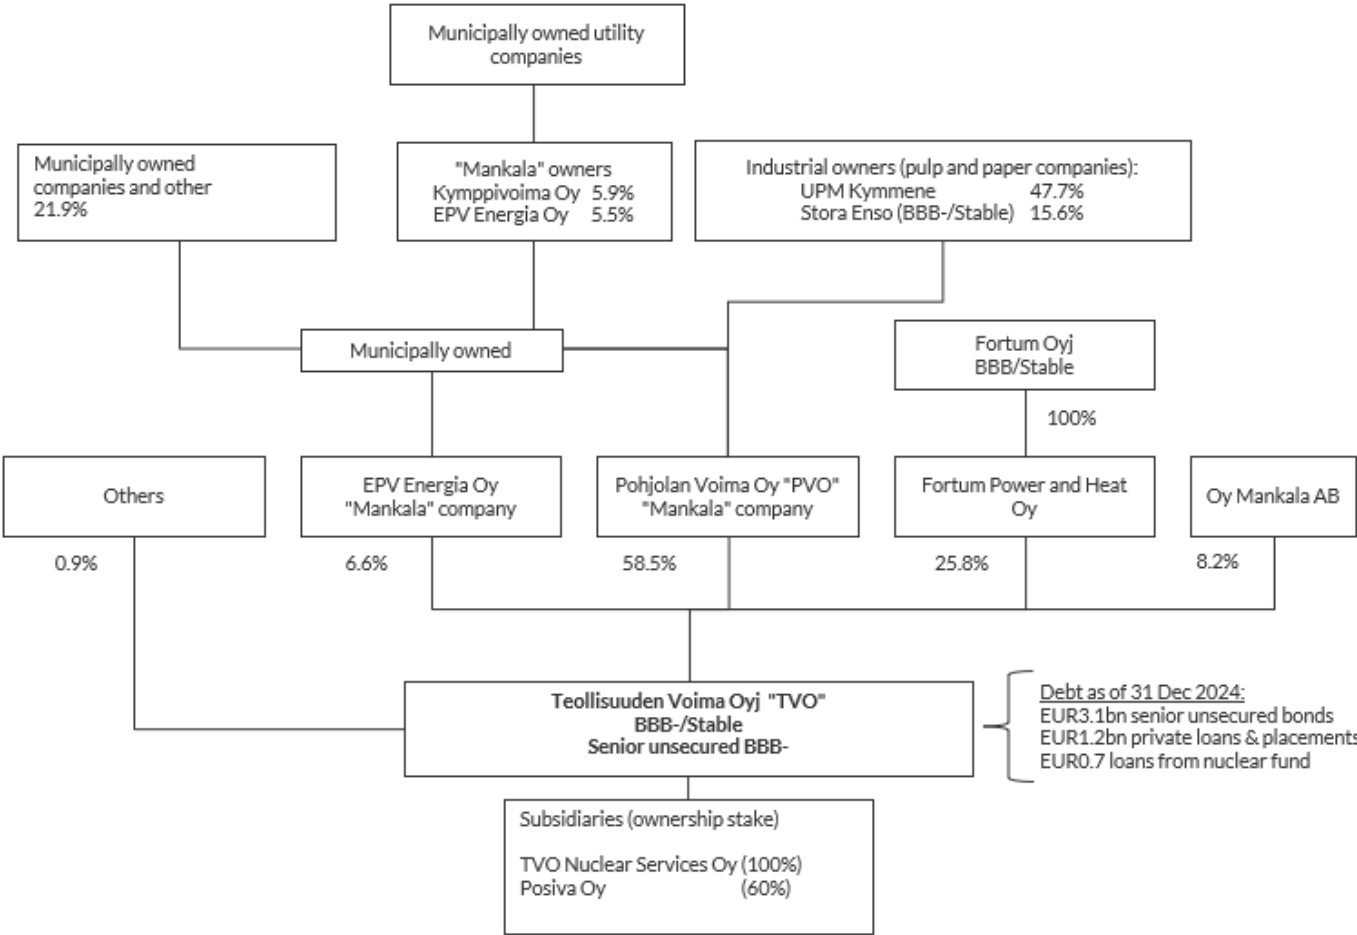 Municipally owned utility
companies
Municipally owned
companies and other
21.9%
"Mankala" owners
Kymppivoima Oy 5.9%
EPV Energia Oy 5.5%
Industrial owners (pulp and paper companies):
UPM Kymmene 47.7%
Stora Enso (BBB-/Stable) 15.6%
Municipally owned
Fortum Oyj
BBB/Stable
100%
Others
EPV Energia Oy
"Mankala" company
Pohjolan Voima Oy "PVO"
"Mankala" company
Fortum Power and Heat
Oy
Oy Mankala AB
0.9%
6.6%
58.5%
25.8%
8.2%
Teollisuuden Voima Oyj "TVO"
BBB-/Stable
Senior unsecured BBB-
Debt as of 31 Dec 2024:
EUR3.1bn senior unsecured bonds
EUR1.2bn private loans & placements
EUR0.7 loans from nuclear fund
Subsidiaries (ownership stake)
TVO Nuclear Services Oy (100%)
Posiva Oy (60%)